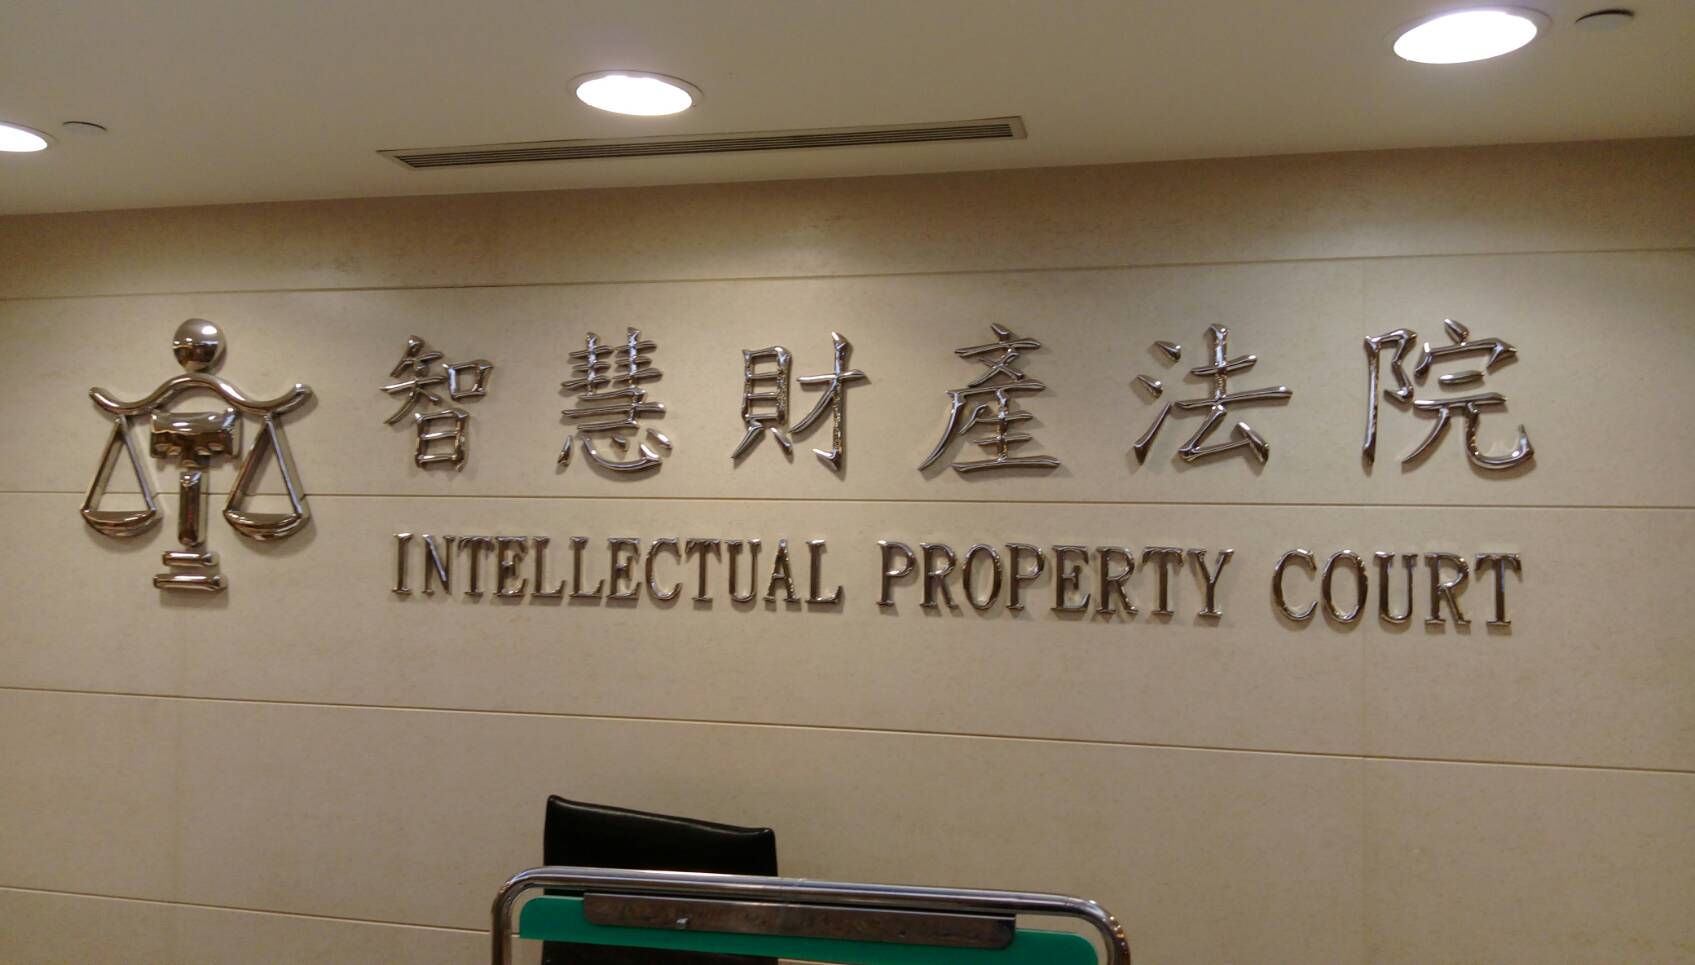 智慧財產法院
INTELLECTUAL PROPERTY COURT